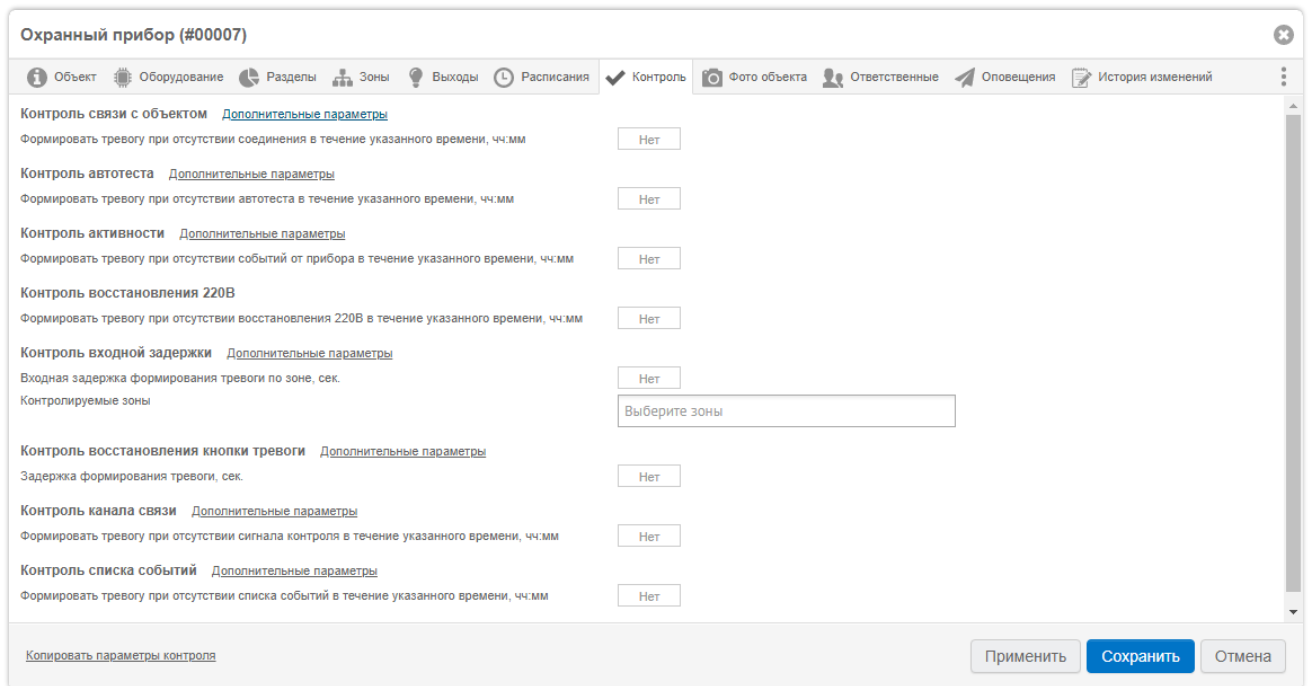 Охранный прибор (#00007)
Объект Оборудование Разделы Зоны Выходы Расписания Контроль Фото объекта Ответственные Оповещения История изменений
Контроль связи с объектом Дополнительные параметры
Формировать тревогу при отсутствии соединения в течение указанного времени, чч:мм Нет
Контроль автотеста Дополнительные параметры
Формировать тревогу при отсутствии автотеста в течение указанного времени, чч:мм Нет
Контроль активности Дополнительные параметры
Формировать тревогу при отсутствии событий от прибора в течение указанного времени, чч:мм Нет
Контроль восстановления 220В
Формировать тревогу при отсутствии восстановления 220В в течение указанного времени, чч:мм Нет
Контроль входной задержки Дополнительные параметры
Входная задержка формирования тревоги по зоне, сек. Нет
Контролируемые зоны Выберите зоны
Контроль восстановления кнопки тревоги Дополнительные параметры
Задержка формирования тревоги, сек. Нет
Контроль канала связи Дополнительные параметры
Формировать тревогу при отсутствии сигнала контроля в течение указанного времени, чч:мм Нет
Контроль списка событий Дополнительные параметры
Формировать тревогу при отсутствии списка событий в течение указанного времени, чч:мм Нет
Копировать параметры контроля Применить Сохранить Отмена